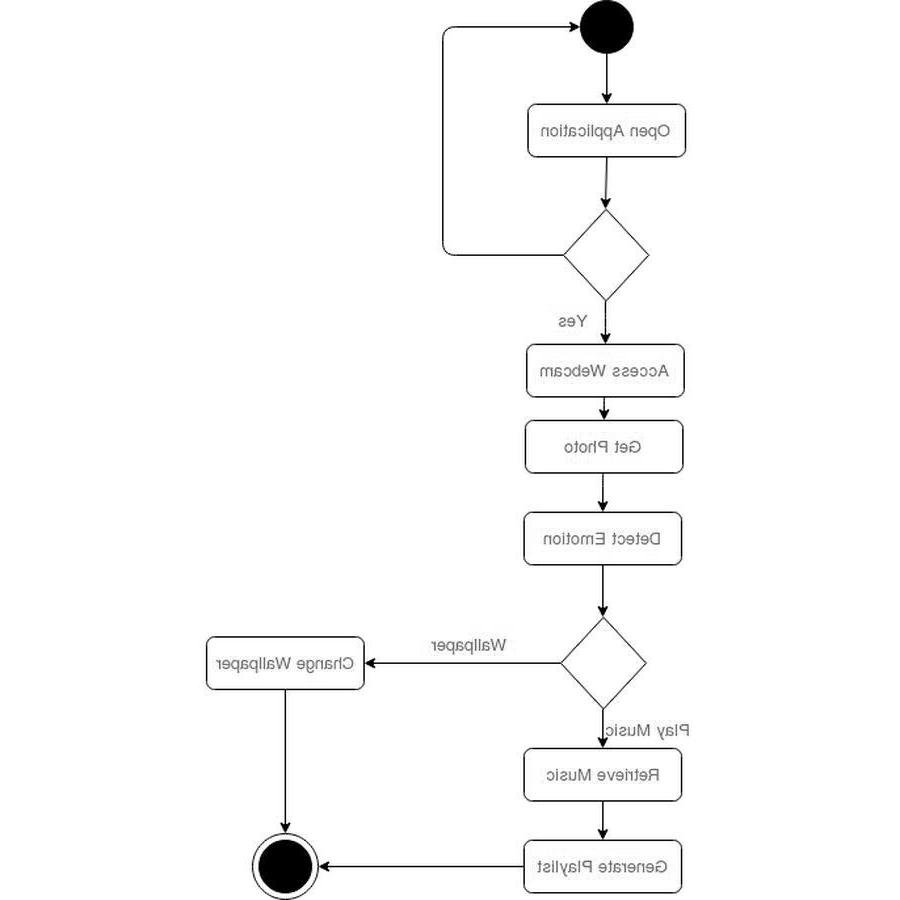 Open Application
Yes
Access Webcam
Get Photo
Detect Emotion
Wallpaper
Change Wallpaper
Play Music
Retrieve Music
Generate Playlist